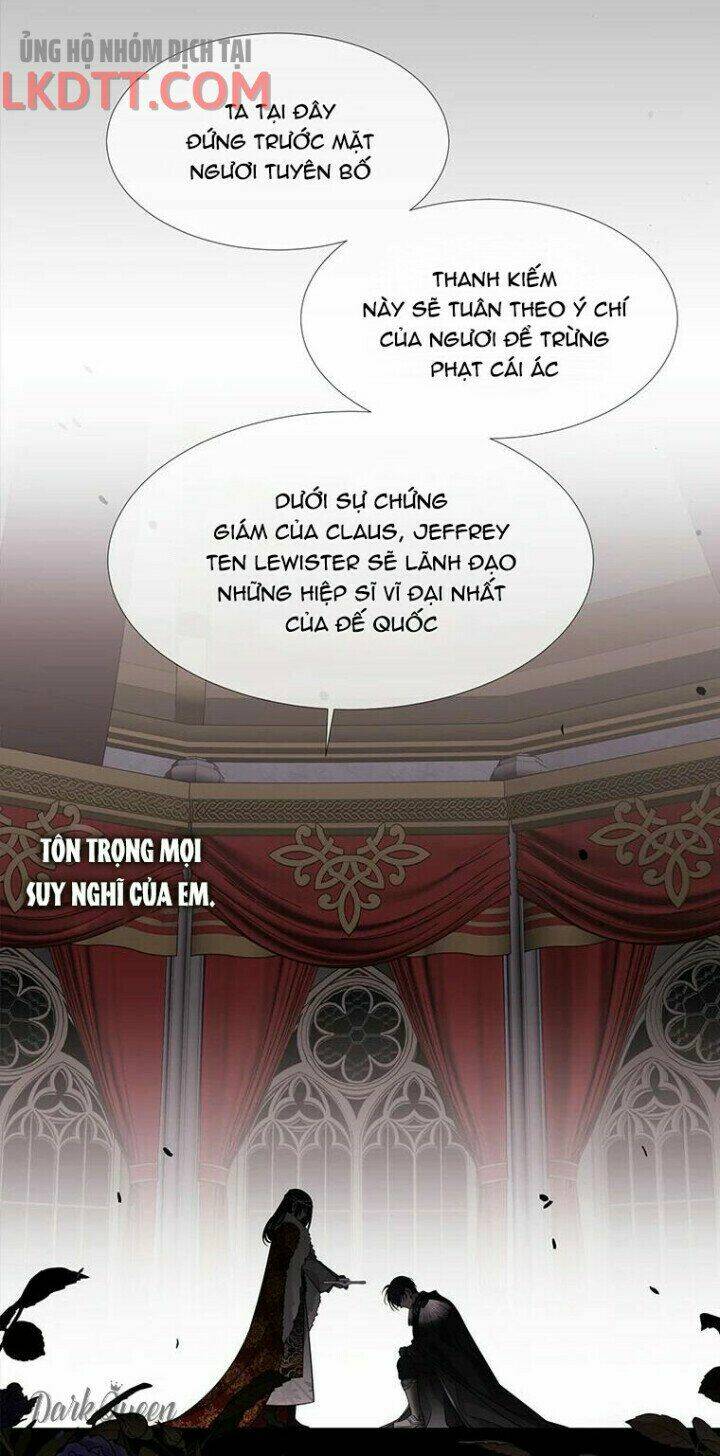 ỦNG HỘ NHÓM DỊCH TẠI
LKDTT.COM
TA TẠI ĐÂY
ĐỨNG TRƯỚC MẶT
NGƯƠI TUYÊN BỐ
THANH KIẾM
NÀY SẼ TUÂN THEO Ý CHÍ
CỦA NGƯƠI ĐỂ TRỪNG
PHẠT CÁI ÁC
DƯỚI SỰ CHỨNG
GIÁM CỦA CLAUS, JEFFREY
TEN LEWISTER SẼ LÃNH ĐẠO
NHỮNG HIỆP SĨ VĨ ĐẠI NHẤT
CỦA ĐẾ QUỐC
TÔN TRỌNG MỌI
SUY NGHĨ CỦA EM.
Dark Queen